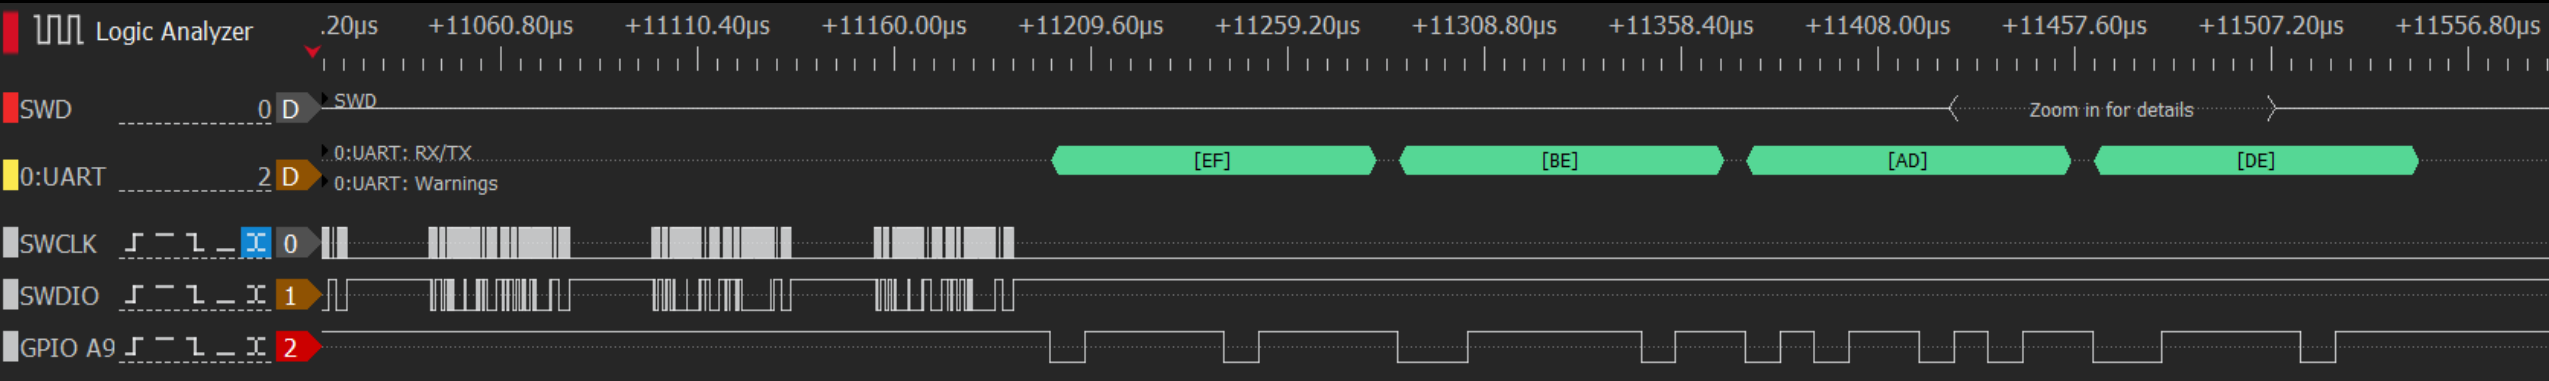 Logic Analyzer .20µs +11060.80µs +11110.40µs +11160.00µs +11209.60µs +11259.20µs +11308.80µs +11358.40µs +11408.00µs +11457.60µs +11507.20µs +11556.80µs
SWD 0 D SWD Zoom in for details
0:UART: RX/TX [EF] [BE] [AD] [DE]
0:UART 2 D
0:UART: Warnings
SWCLK 0
SWDIO 1
GPIO A9 2